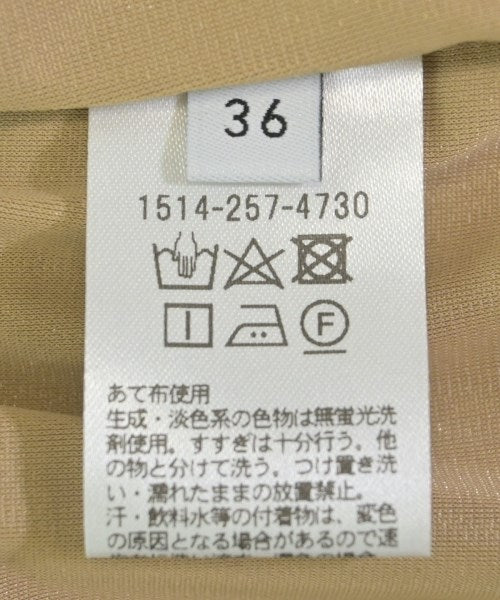 36
1514-257-4730
F
あて布使用
生成・淡色系の色物は無蛍光洗
剤使用。すすぎは十分行う。他
の物と分けて洗う。つけ置き洗
い・濡れたままの放置禁止。
汗・飲料水等の付着物は、変色
の原因となる場合があるので速